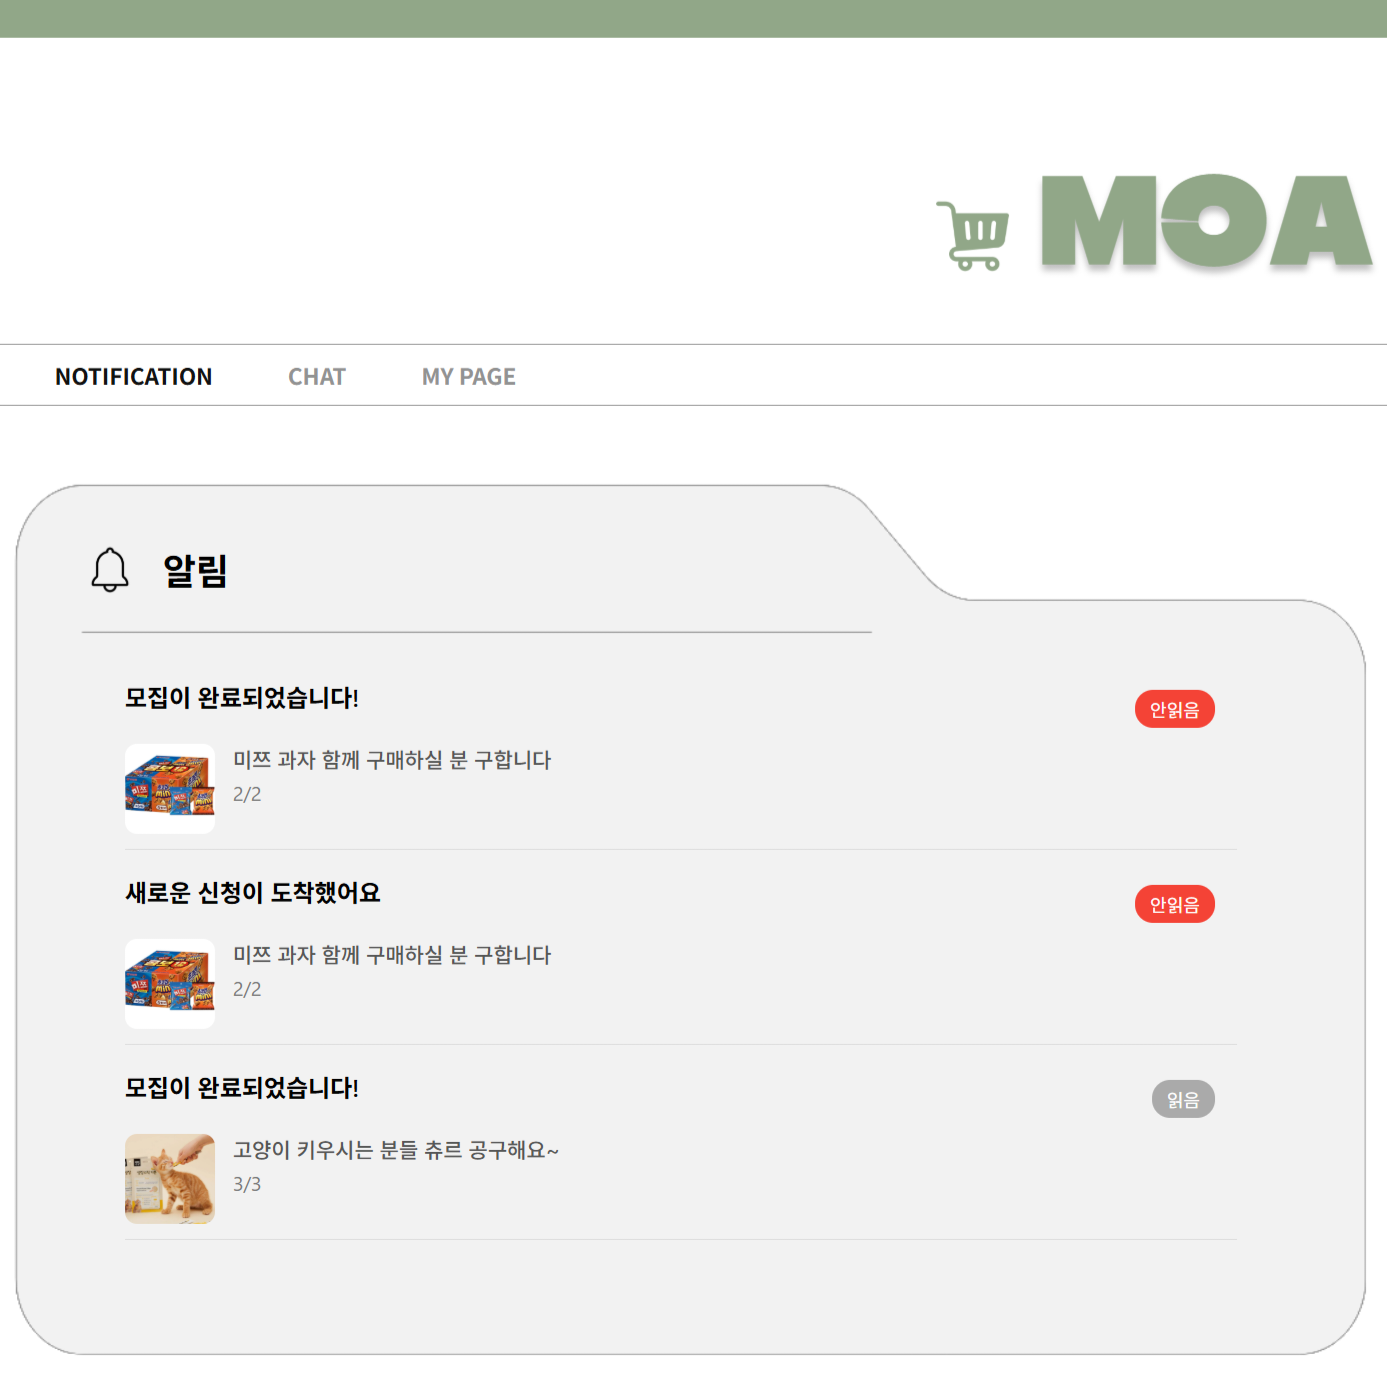 MOA
NOTIFICATION CHAT MY PAGE
알림
모집이 완료되었습니다!
안읽음
미쯔 과자 함께 구매하실 분 구합니다
2/2
새로운 신청이 도착했어요
안읽음
미쯔 과자 함께 구매하실 분 구합니다
2/2
모집이 완료되었습니다!
읽음
고양이 키우시는 분들 츄르 공구해요~
3/3